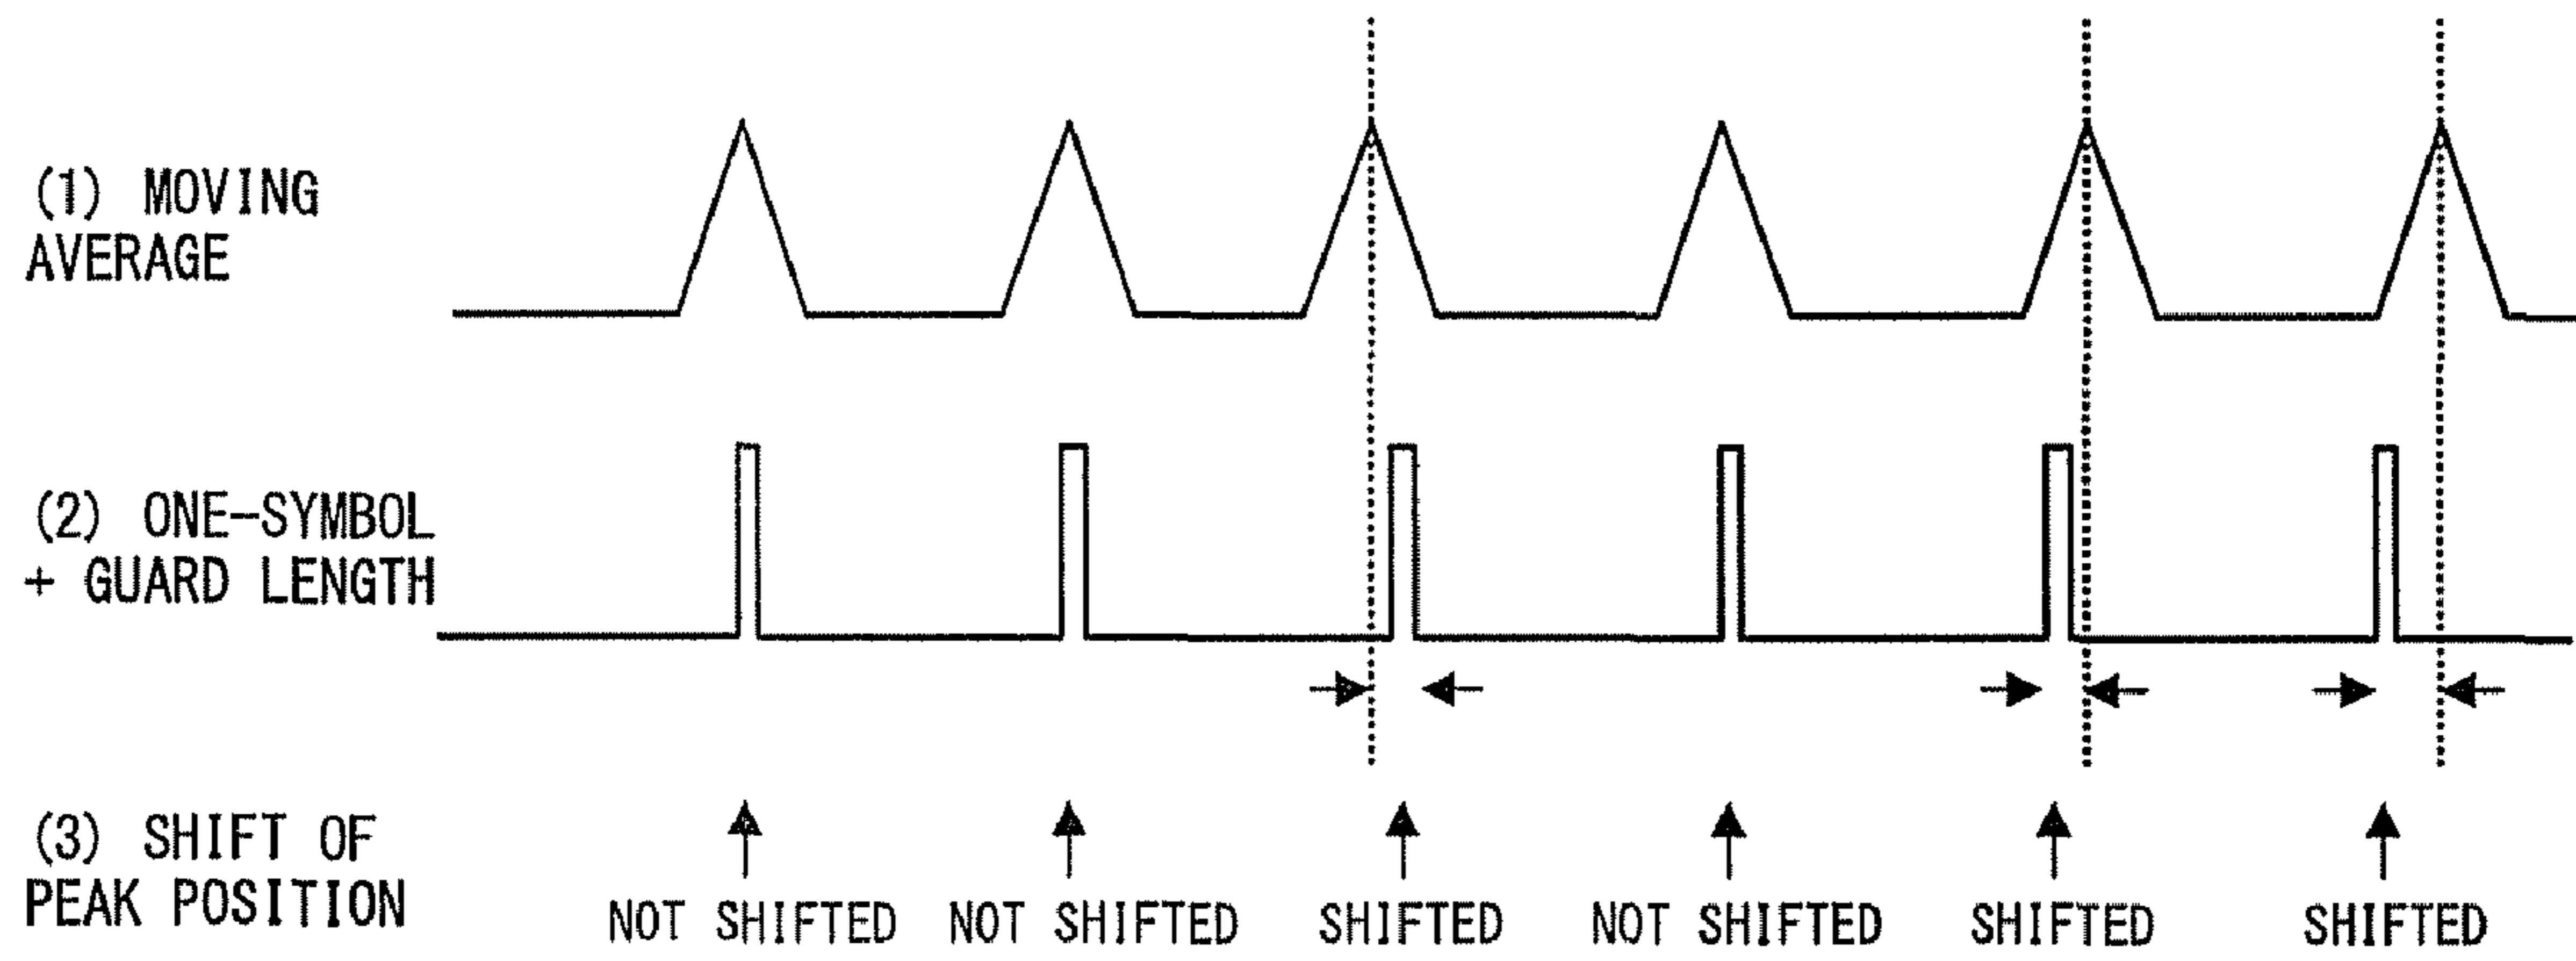 (1) MOVING
AVERAGE
(2) ONE-SYMBOL
+ GUARD LENGTH
(3) SHIFT OF
PEAK POSITION
NOT SHIFTED NOT SHIFTED SHIFTED NOT SHIFTED SHIFTED SHIFTED